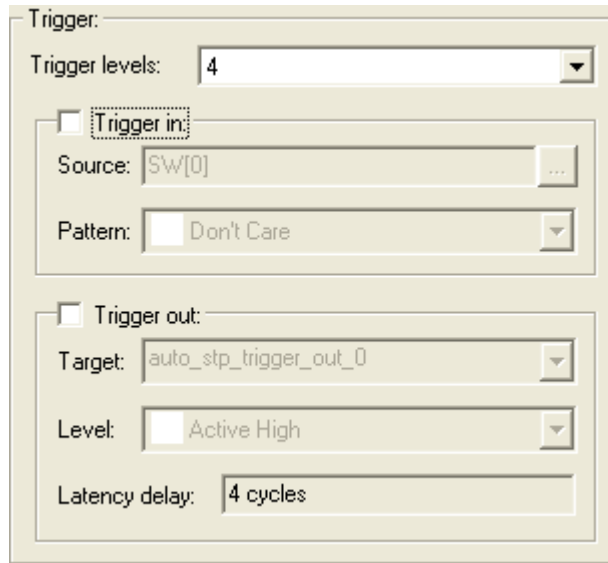 Trigger:
Trigger levels: 4
Trigger in:
Source: SW[0] ...
Pattern: Don't Care
Trigger out:
Target: auto_stp_trigger_out_0
Level: Active High
Latency delay: 4 cycles